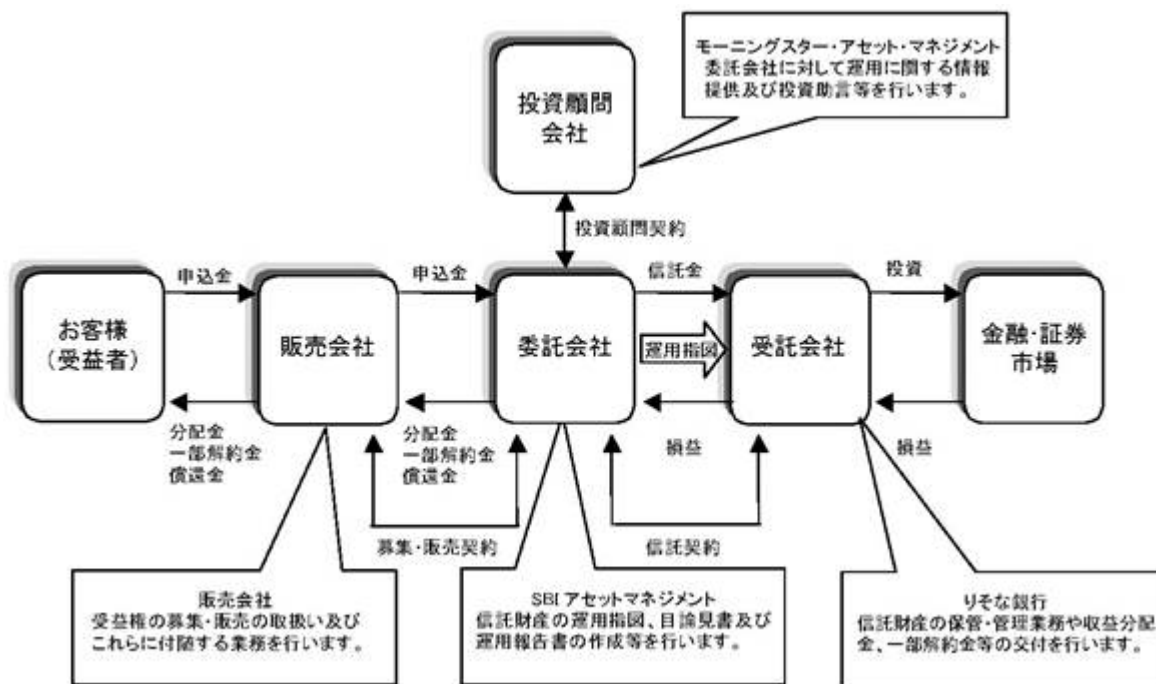 モーニングスター・アセット・マネジメント
委託会社に対して運用に関する情報
提供及び投資助言等を行います。
投資顧問
会社
投資顧問契約
申込金
申込金
信託金
投資
お客様
(受益者)
販売会社
委託会社
運用指図
受託会社
金融・証券
市場
分配金
一部解約金
償還金
分配金
一部解約金
償還金
損益
損益
募集・販売契約
信託契約
販売会社
受益権の募集・販売の取扱い及び
これらに付随する業務を行います。
SBIアセットマネジメント
信託財産の運用指図、目論見書及び
運用報告書の作成等を行います。
りそな銀行
信託財産の保管・管理業務や収益分配
金、一部解約金等の交付を行います。